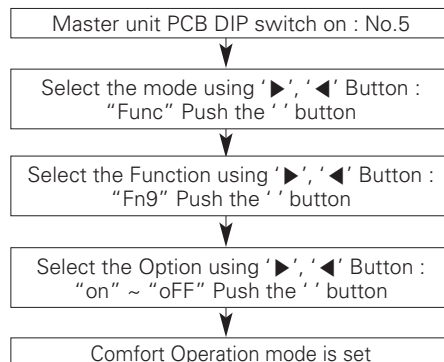 Master unit PCB DIP switch on : No.5
Select the mode using ‘▶’, ‘◀’ Button :
“Func” Push the ‘ ’ button
Select the Function using ‘▶’, ‘◀’ Button :
“Fn9” Push the ‘ ’ button
Select the Option using ‘▶’, ‘◀’ Button :
“on” ~ “oFF” Push the ‘ ’ button
Comfort Operation mode is set